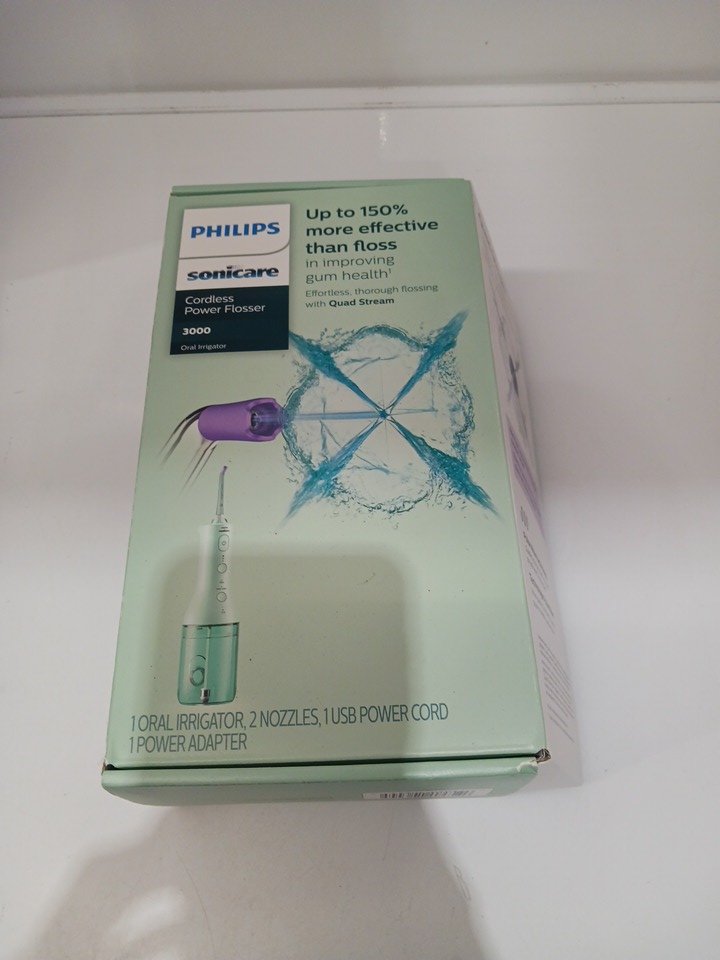 PHILIPS
sonicare
Cordless
Power Flosser
3000
Oral Irrigator
Up to 150%
more effective
than floss
in improving
gum health¹
Effortless, thorough flossing
with Quad Stream
1 ORAL IRRIGATOR, 2 NOZZLES, 1 USB POWER CORD
1 POWER ADAPTER